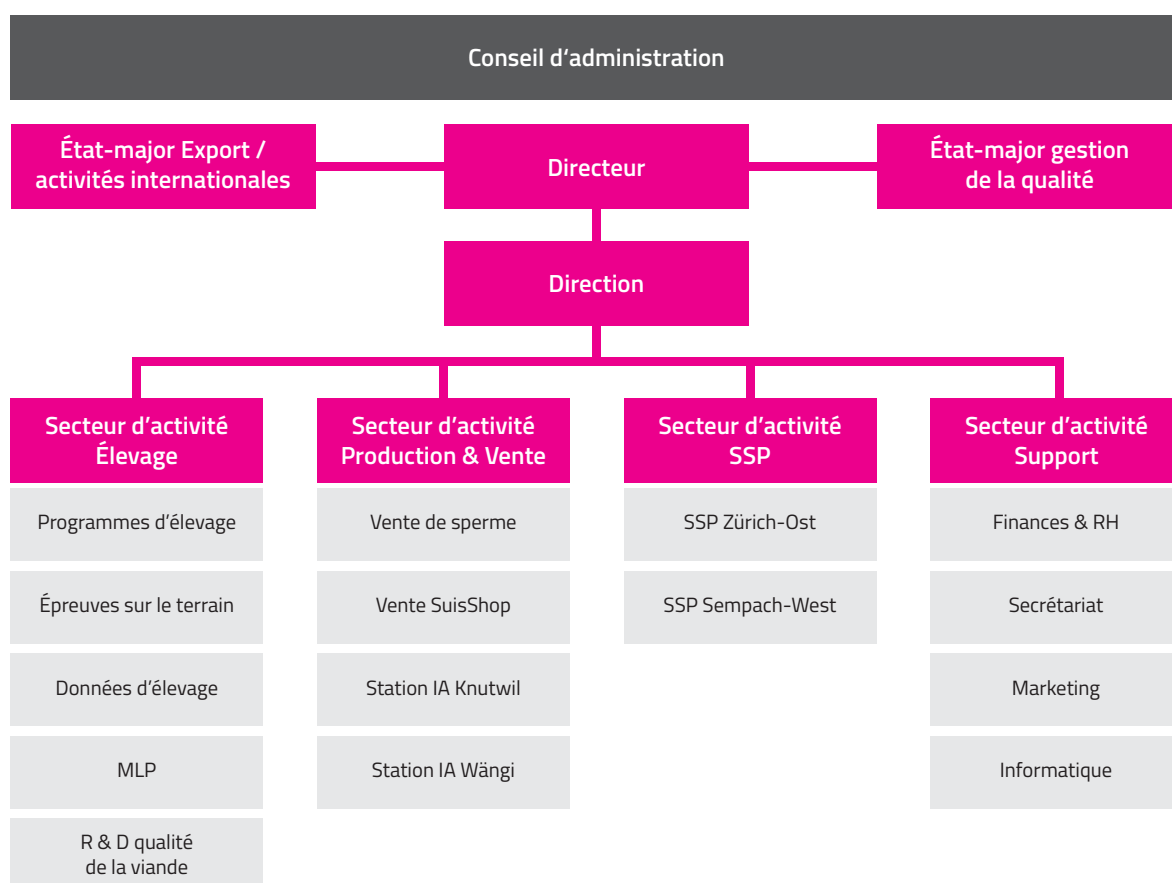 Conseil d‘administration
État-major Export /
activités internationales
Directeur
État-major gestion
de la qualité
Direction
Secteur d’activité
Élevage
Programmes d’élevage
Épreuves sur le terrain
Données d’élevage
MLP
R & D qualité
de la viande
Secteur d’activité
Production & Vente
Vente de sperme
Vente SuisShop
Station IA Knutwil
Station IA Wängi
Secteur d’activité
SSP
SSP Zürich-Ost
SSP Sempach-West
Secteur d’activité
Support
Finances & RH
Secrétariat
Marketing
Informatique